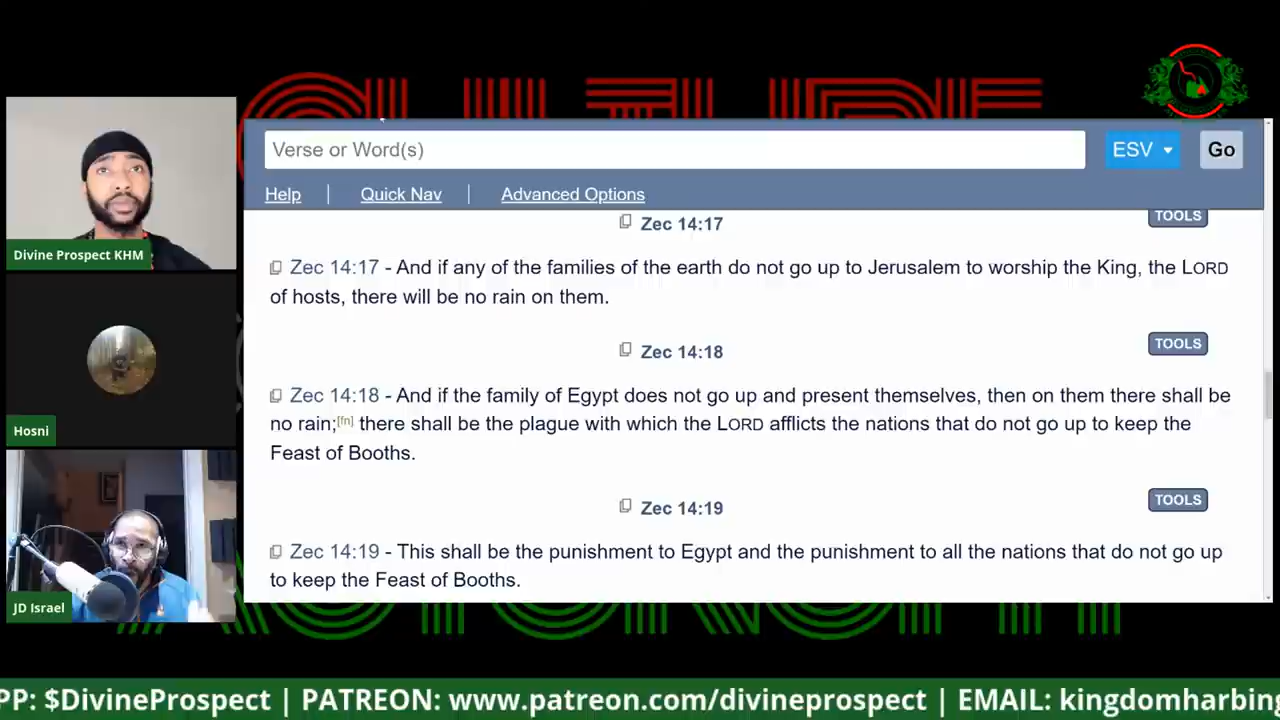 Verse or Word(s)
ESV
Go
Help
Quick Nav
Advanced Options
Zec 14:17
TOOLS
Zec 14:17 - And if any of the families of the earth do not go up to Jerusalem to worship the King, the LORD
of hosts, there will be no rain on them.
Zec 14:18
TOOLS
Zec 14:18 - And if the family of Egypt does not go up and present themselves, then on them there shall be
no rain;[fn] there shall be the plague with which the LORD afflicts the nations that do not go up to keep the
Feast of Booths.
Zec 14:19
TOOLS
Zec 14:19 - This shall be the punishment to Egypt and the punishment to all the nations that do not go up
to keep the Feast of Booths.
Divine Prospect KHM
Hosni
JD Israel
PP: $DivineProspect | PATREON: www.patreon.com/divineprospect | EMAIL: kingdomharbing